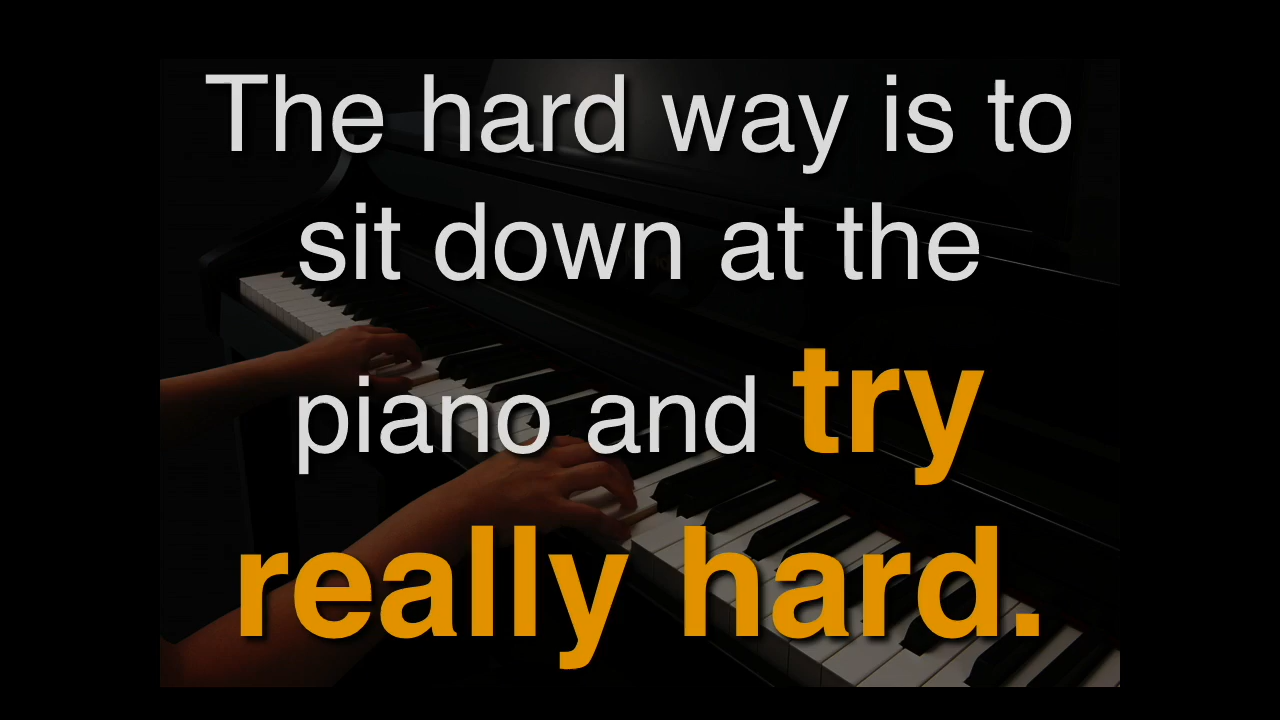 The hard way is to
sit down at the
piano and try
really hard.